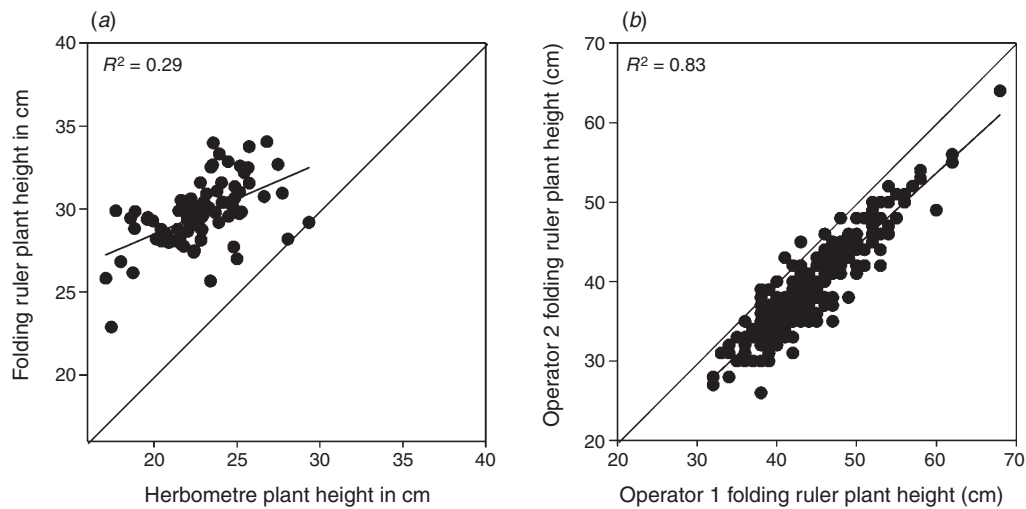 (a)
R² = 0.29
Folding ruler plant height in cm
40
35
30
25
20
20
25
30
40
Herbometre plant height in cm
(b)
R² = 0.83
Operator 2 folding ruler plant height (cm)
70
60
50
40
30
20
20
30
40
50
60
70
Operator 1 folding ruler plant height (cm)